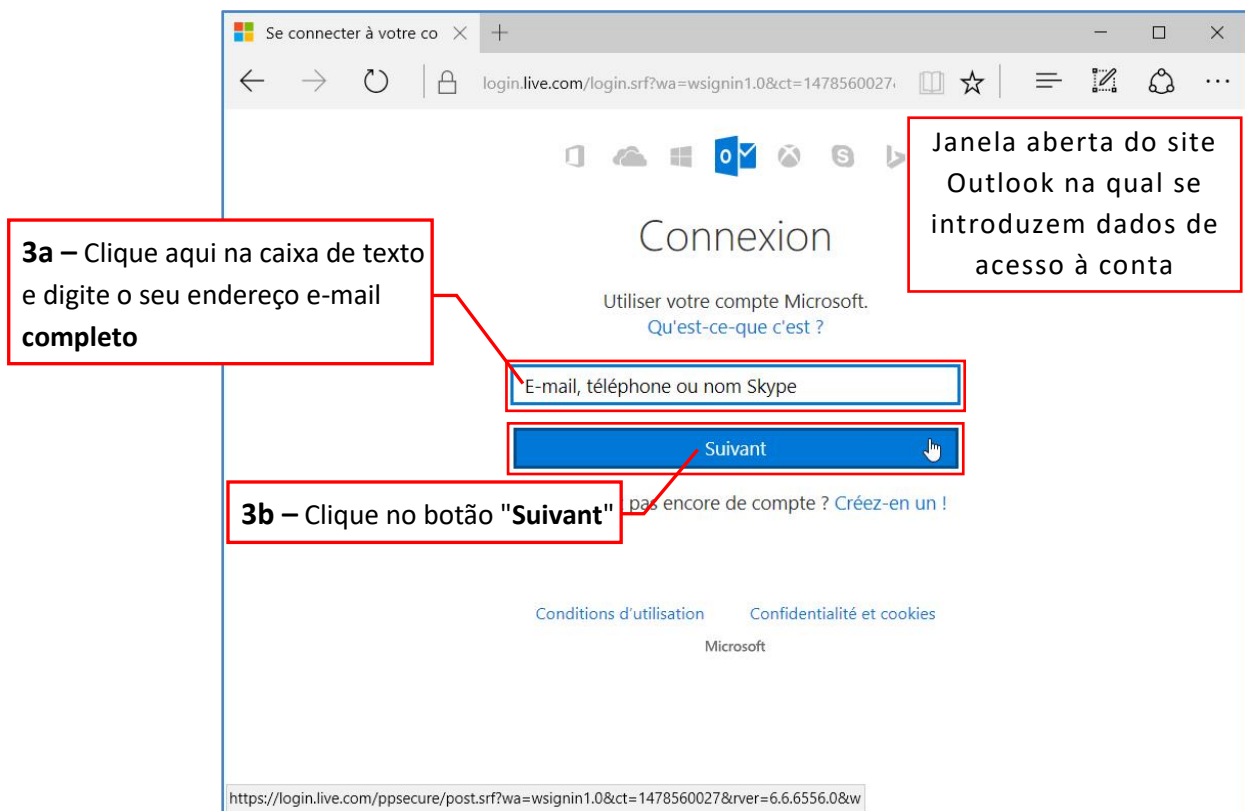 Se connecter à votre co
login.live.com/login.srf?wa=wsignin1.0&ct=1478560027
Janela aberta do site
Outlook na qual se
introduzem dados de
acesso à conta
Connexion
3a – Clique aqui na caixa de texto
e digite o seu endereço e-mail
completo
Utiliser votre compte Microsoft.
Qu'est-ce-que c'est ?
E-mail, téléphone ou nom Skype
Suivant
3b – Clique no botão "Suivant"
pas encore de compte ? Créez-en un !
Conditions d'utilisation Confidentialité et cookies
Microsoft
https://login.live.com/ppsecure/post.srf?wa=wsignin1.0&ct=1478560027&rver=6.6.6556.0&w